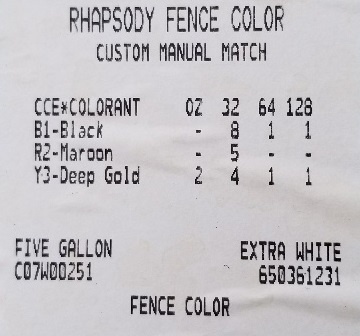 RHAPSODY FENCE COLOR
CUSTOM MANUAL MATCH
CCE*COLORANT OZ 32 64 128
B1-Black - 8 1 1
R2-Maroon - 5 - -
Y3-Deep Gold 2 4 1 1
FIVE GALLON EXTRA WHITE
C07W00251 650361231
FENCE COLOR